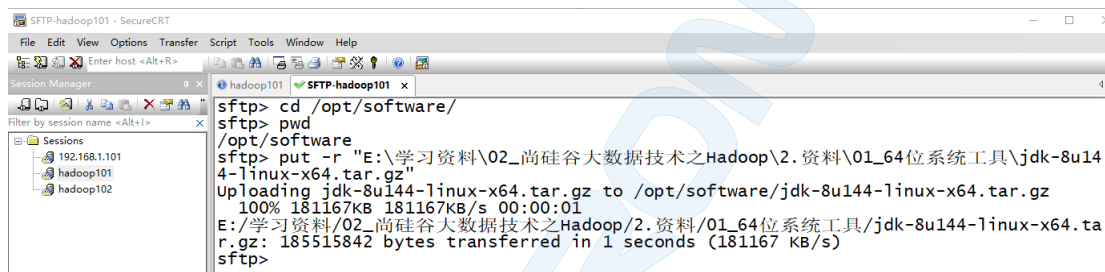 SFTP-hadoop101 - SecureCRT
File Edit View Options Transfer Script Tools Window Help
Enter host <Alt+R>
Session Manager
hadoop101 SFTP-hadoop101
Filter by session name <Alt+I>
Sessions
192.168.1.101
hadoop101
hadoop102
sftp> cd /opt/software/
sftp> pwd
/opt/software
sftp> put -r "E:\学习资料\02_尚硅谷大数据技术之Hadoop\2.资料\01_64位系统工具\jdk-8u14
4-linux-x64.tar.gz"
Uploading jdk-8u144-linux-x64.tar.gz to /opt/software/jdk-8u144-linux-x64.tar.gz
100% 181167KB 181167KB/s 00:00:01
E:/学习资料/02_尚硅谷大数据技术之Hadoop/2.资料/01_64位系统工具/jdk-8u144-linux-x64.ta
r.gz: 185515842 bytes transferred in 1 seconds (181167 KB/s)
sftp>